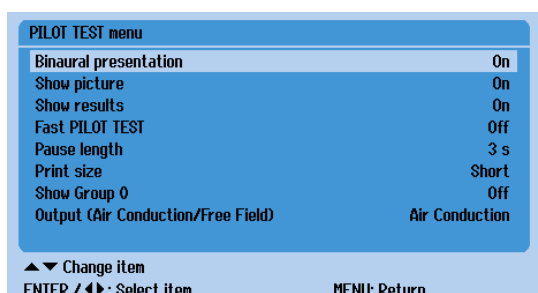 PILOT TEST menu
Binaural presentation On
Show picture On
Show results On
Fast PILOT TEST Off
Pause length 3 s
Print size Short
Show Group 0 Off
Output (Air Conduction/Free Field) Air Conduction
▲▼ Change item
ENTER / ◀▶: Select item MENU: Return